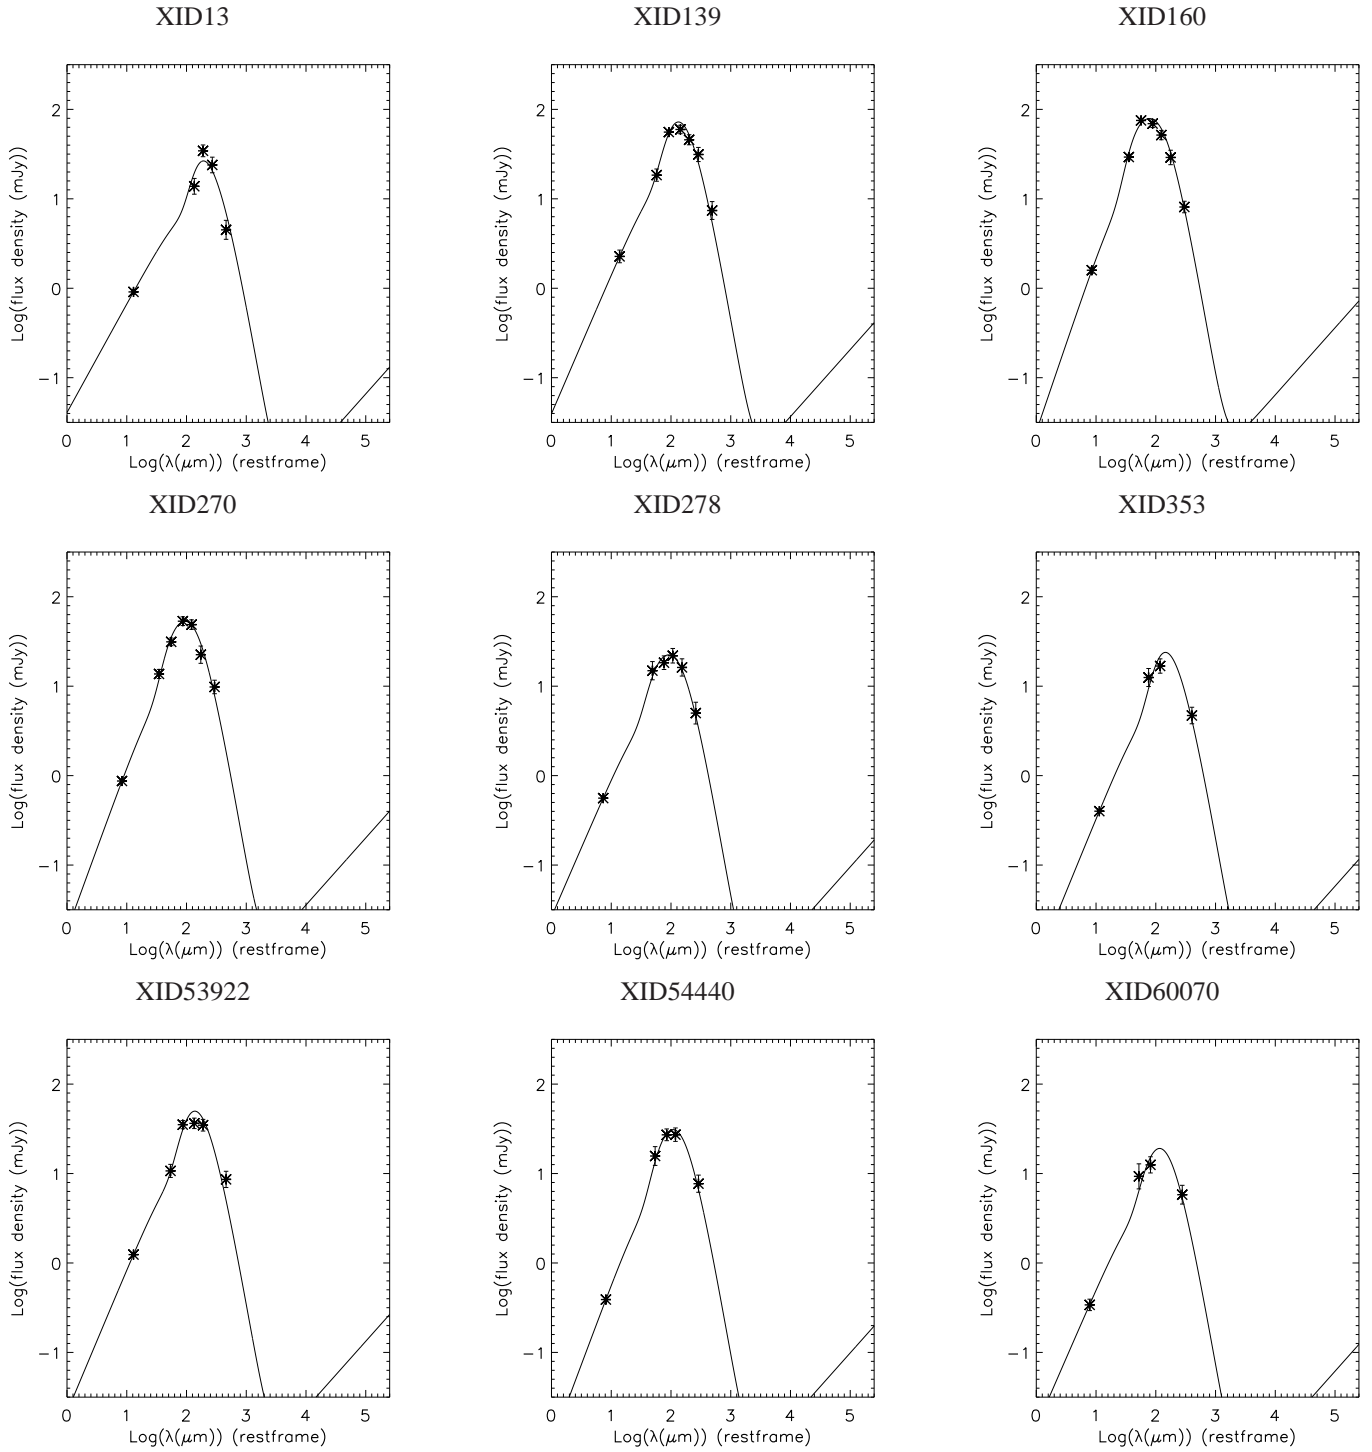 XID13 XID139 XID160
2 2 2
1 1 1
0 0 0
−1 −1 −1
Log(flux density (mJy)) Log(flux density (mJy)) Log(flux density (mJy))
0 1 2 3 4 5 0 1 2 3 4 5 0 1 2 3 4 5
Log(λ(μm)) (restframe) Log(λ(μm)) (restframe) Log(λ(μm)) (restframe)
XID270 XID278 XID353
2 2 2
1 1 1
0 0 0
−1 −1 −1
Log(flux density (mJy)) Log(flux density (mJy)) Log(flux density (mJy))
0 1 2 3 4 5 0 1 2 3 4 5 0 1 2 3 4 5
Log(λ(μm)) (restframe) Log(λ(μm)) (restframe) Log(λ(μm)) (restframe)
XID53922 XID54440 XID60070
2 2 2
1 1 1
0 0 0
−1 −1 −1
Log(flux density (mJy)) Log(flux density (mJy)) Log(flux density (mJy))
0 1 2 3 4 5 0 1 2 3 4 5 0 1 2 3 4 5
Log(λ(μm)) (restframe) Log(λ(μm)) (restframe) Log(λ(μm)) (restframe)